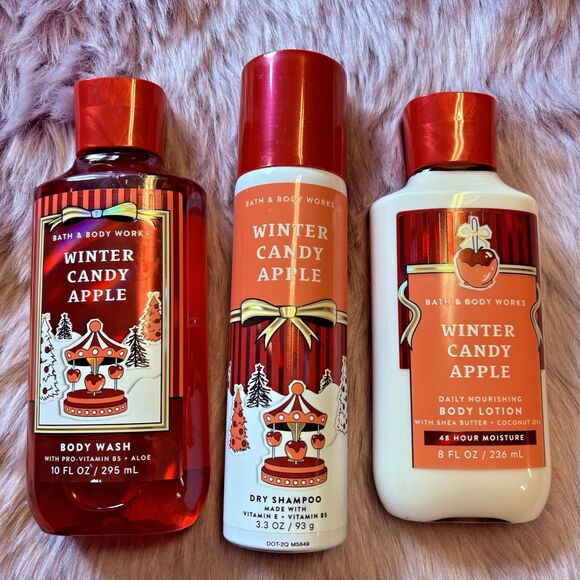 BATH & BODY WORKS
WINTER
CANDY
APPLE
BODY WASH
WITH PRO-VITAMIN B5 + ALOE
10 FL OZ / 295 mL
BATH & BODY WORKS
WINTER
CANDY
APPLE
DRY SHAMPOO
MADE WITH
VITAMIN E + VITAMIN B5
3.3 OZ / 93 g
DOT-2Q M5849
BATH & BODY WORKS
WINTER
CANDY
APPLE
DAILY NOURISHING
BODY LOTION
WITH SHEA BUTTER + COCONUT OIL
48 HOUR MOISTURE
8 FL OZ / 236 mL